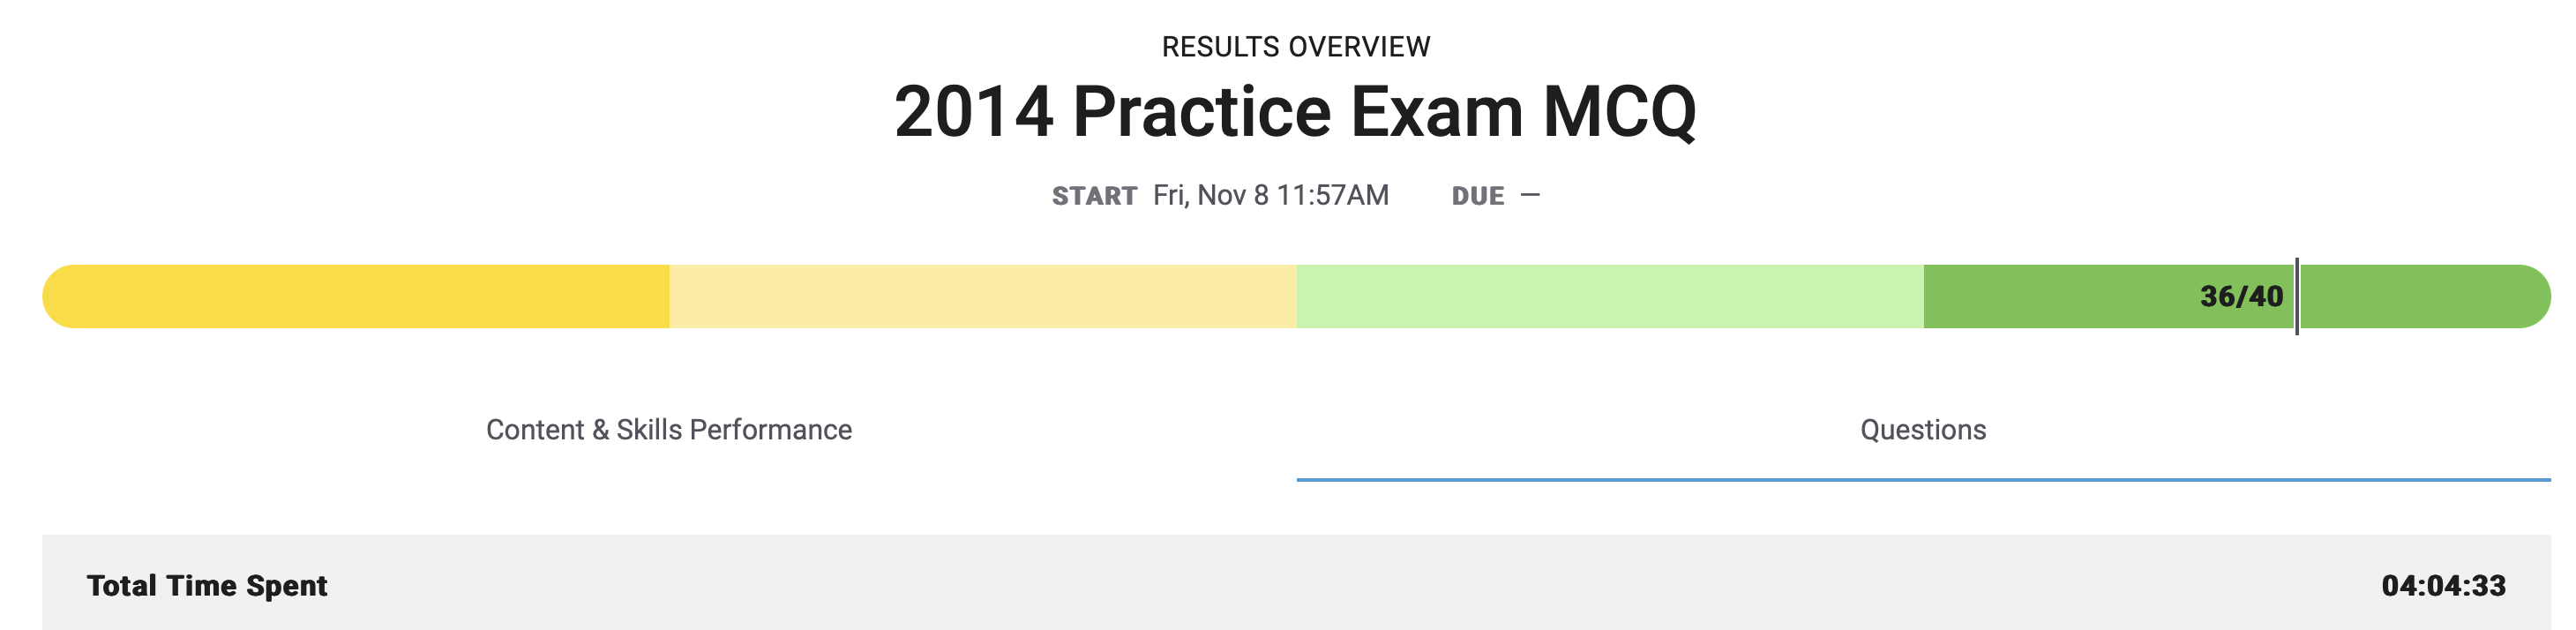 RESULTS OVERVIEW
2014 Practice Exam MCQ
START Fri, Nov 8 11:57AM DUE —
36/40
Content & Skills Performance Questions
Total Time Spent 04:04:33